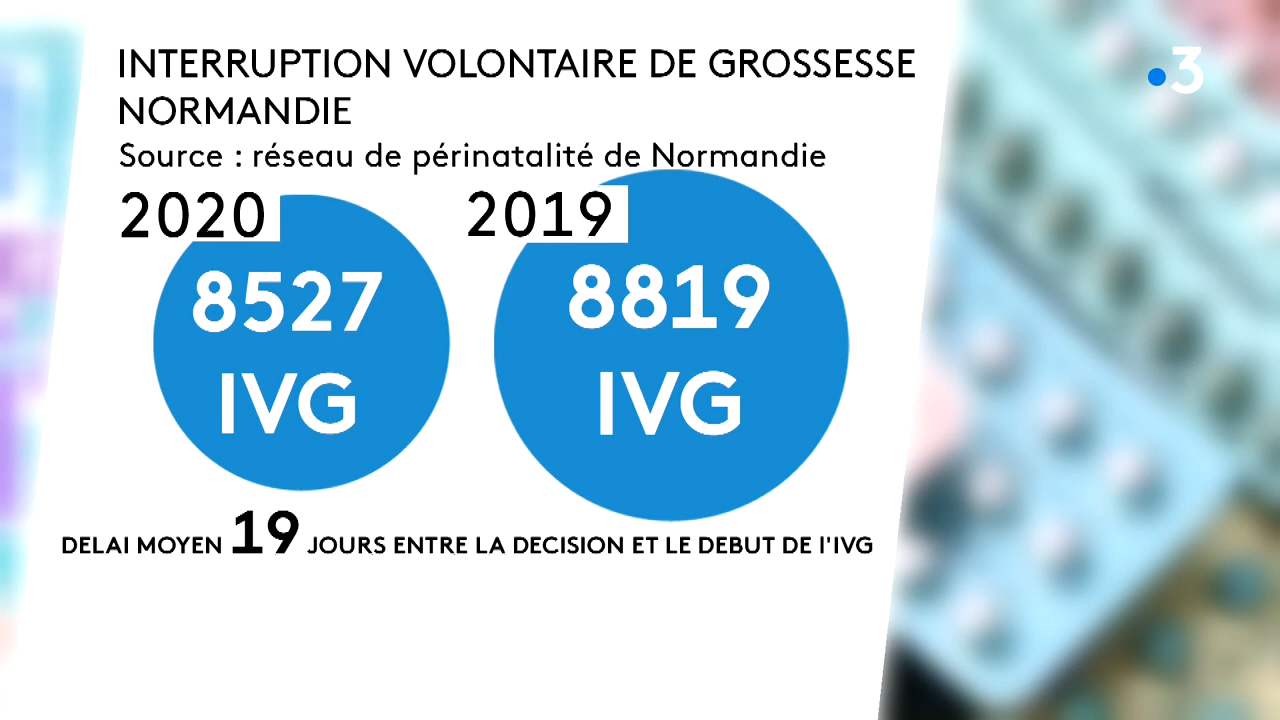 INTERRUPTION VOLONTAIRE DE GROSSESSE
NORMANDIE
Source : réseau de périnatalité de Normandie
2020
8527
IVG
2019
8819
IVG
DELAI MOYEN 19 JOURS ENTRE LA DECISION ET LE DEBUT DE l'IVG
3